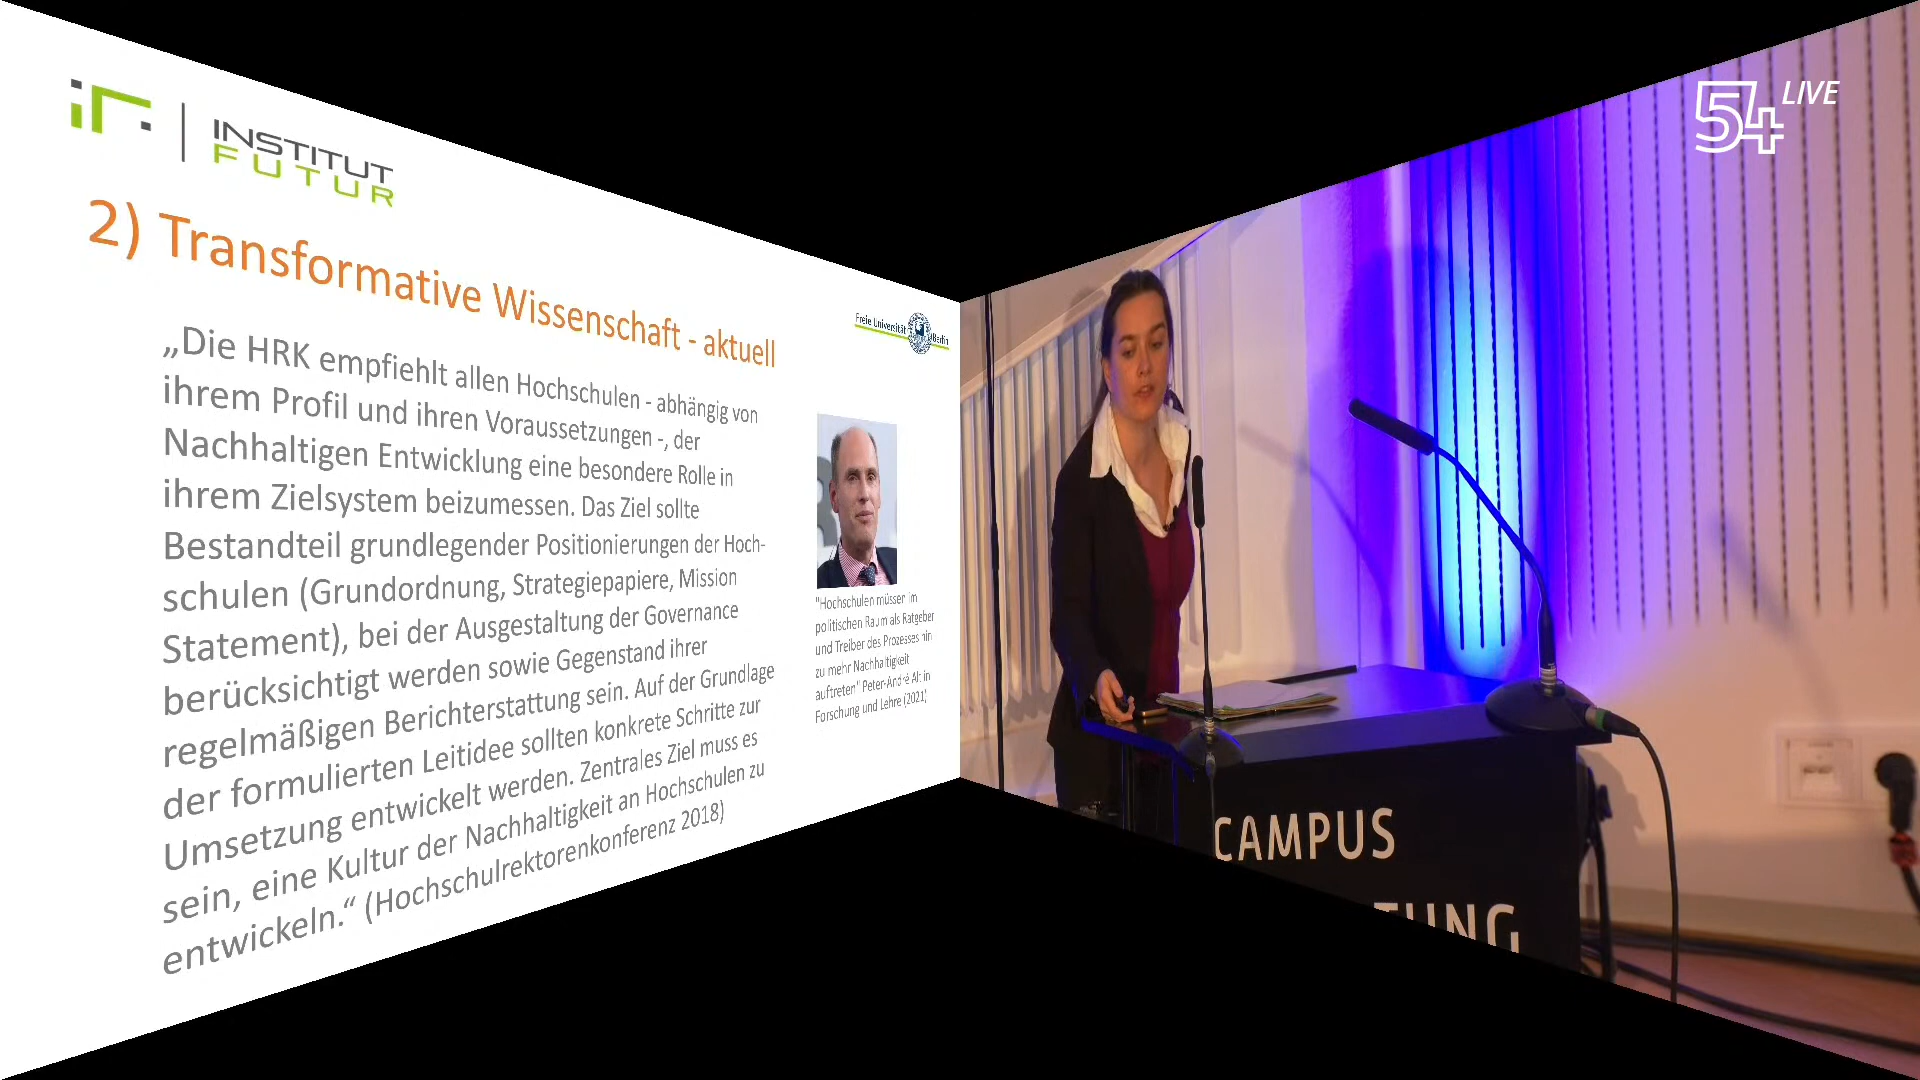 INSTITUT
FUTUR
2) Transformative Wissenschaft - aktuell
Freie Universität Berlin
„Die HRK empfiehlt allen Hochschulen - abhängig von
ihrem Profil und ihren Voraussetzungen -, der
Nachhaltigen Entwicklung eine besondere Rolle in
ihrem Zielsystem beizumessen. Das Ziel sollte
Bestandteil grundlegender Positionierungen der Hoch-
schulen (Grundordnung, Strategiepapiere, Mission
Statement), bei der Ausgestaltung der Governance
berücksichtigt werden sowie Gegenstand ihrer
regelmäßigen Berichterstattung sein. Auf der Grundlage
der formulierten Leitidee sollten konkrete Schritte zur
Umsetzung entwickelt werden. Zentrales Ziel muss es
sein, eine Kultur der Nachhaltigkeit an Hochschulen zu
entwickeln.“ (Hochschulrektorenkonferenz 2018)
"Hochschulen müssen im
politischen Raum als Ratgeber
und Treiber des Prozesses hin
zu mehr Nachhaltigkeit
auftreten" Peter-André Alt in
Forschung und Lehre (2021)
54 LIVE
CAMPUS